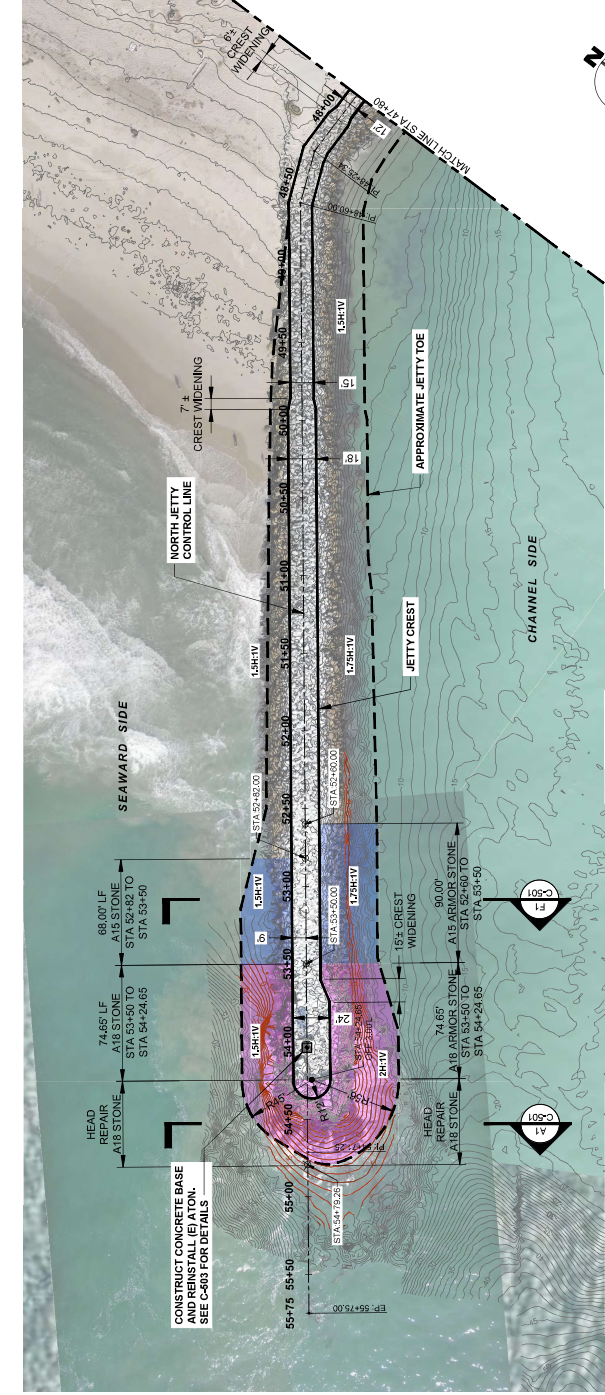 N
6'±
CREST
WIDENING
MATCH LINE STA 47+80
48+00
12'
48+50
PI: 48+60.00
49+50
1.5H:1V
7' ±
CREST WIDENING
15'
50+00
18'
APPROXIMATE JETTY TOE
50+50
NORTH JETTY
CONTROL LINE
51+00
CHANNEL SIDE
51+50
1.5H:1V
1.75H:1V
JETTY CREST
SEAWARD SIDE
52+00
STA:52+82.00
52+50
STA:52+60.00
68.00' LF
A15 STONE
STA 52+82 TO
STA 53+50
1.5H:1V
53+00
1.75H:1V
STA:53+50.00
90.00'
A15 ARMOR STONE
STA 52+60 TO
STA 53+50
15'± CREST
WIDENING
F1
C-501
9'
53+50
74.65' LF
A18 STONE
STA 53+50 TO
STA 54+24.65
1.5H:1V
54+00
24'
2H:1V
74.65'
A18 ARMOR STONE
STA 53+50 TO
STA 54+24.65
HEAD
REPAIR
A18 STONE
R45'
R12'
54+50
HEAD
REPAIR
A18 STONE
A1
C-501
CONSTRUCT CONCRETE BASE
AND REINSTALL (E) ATON.
SEE C-503 FOR DETAILS
55+00
STA:54+79.26
55+50
55+75
EP: 55+75.00